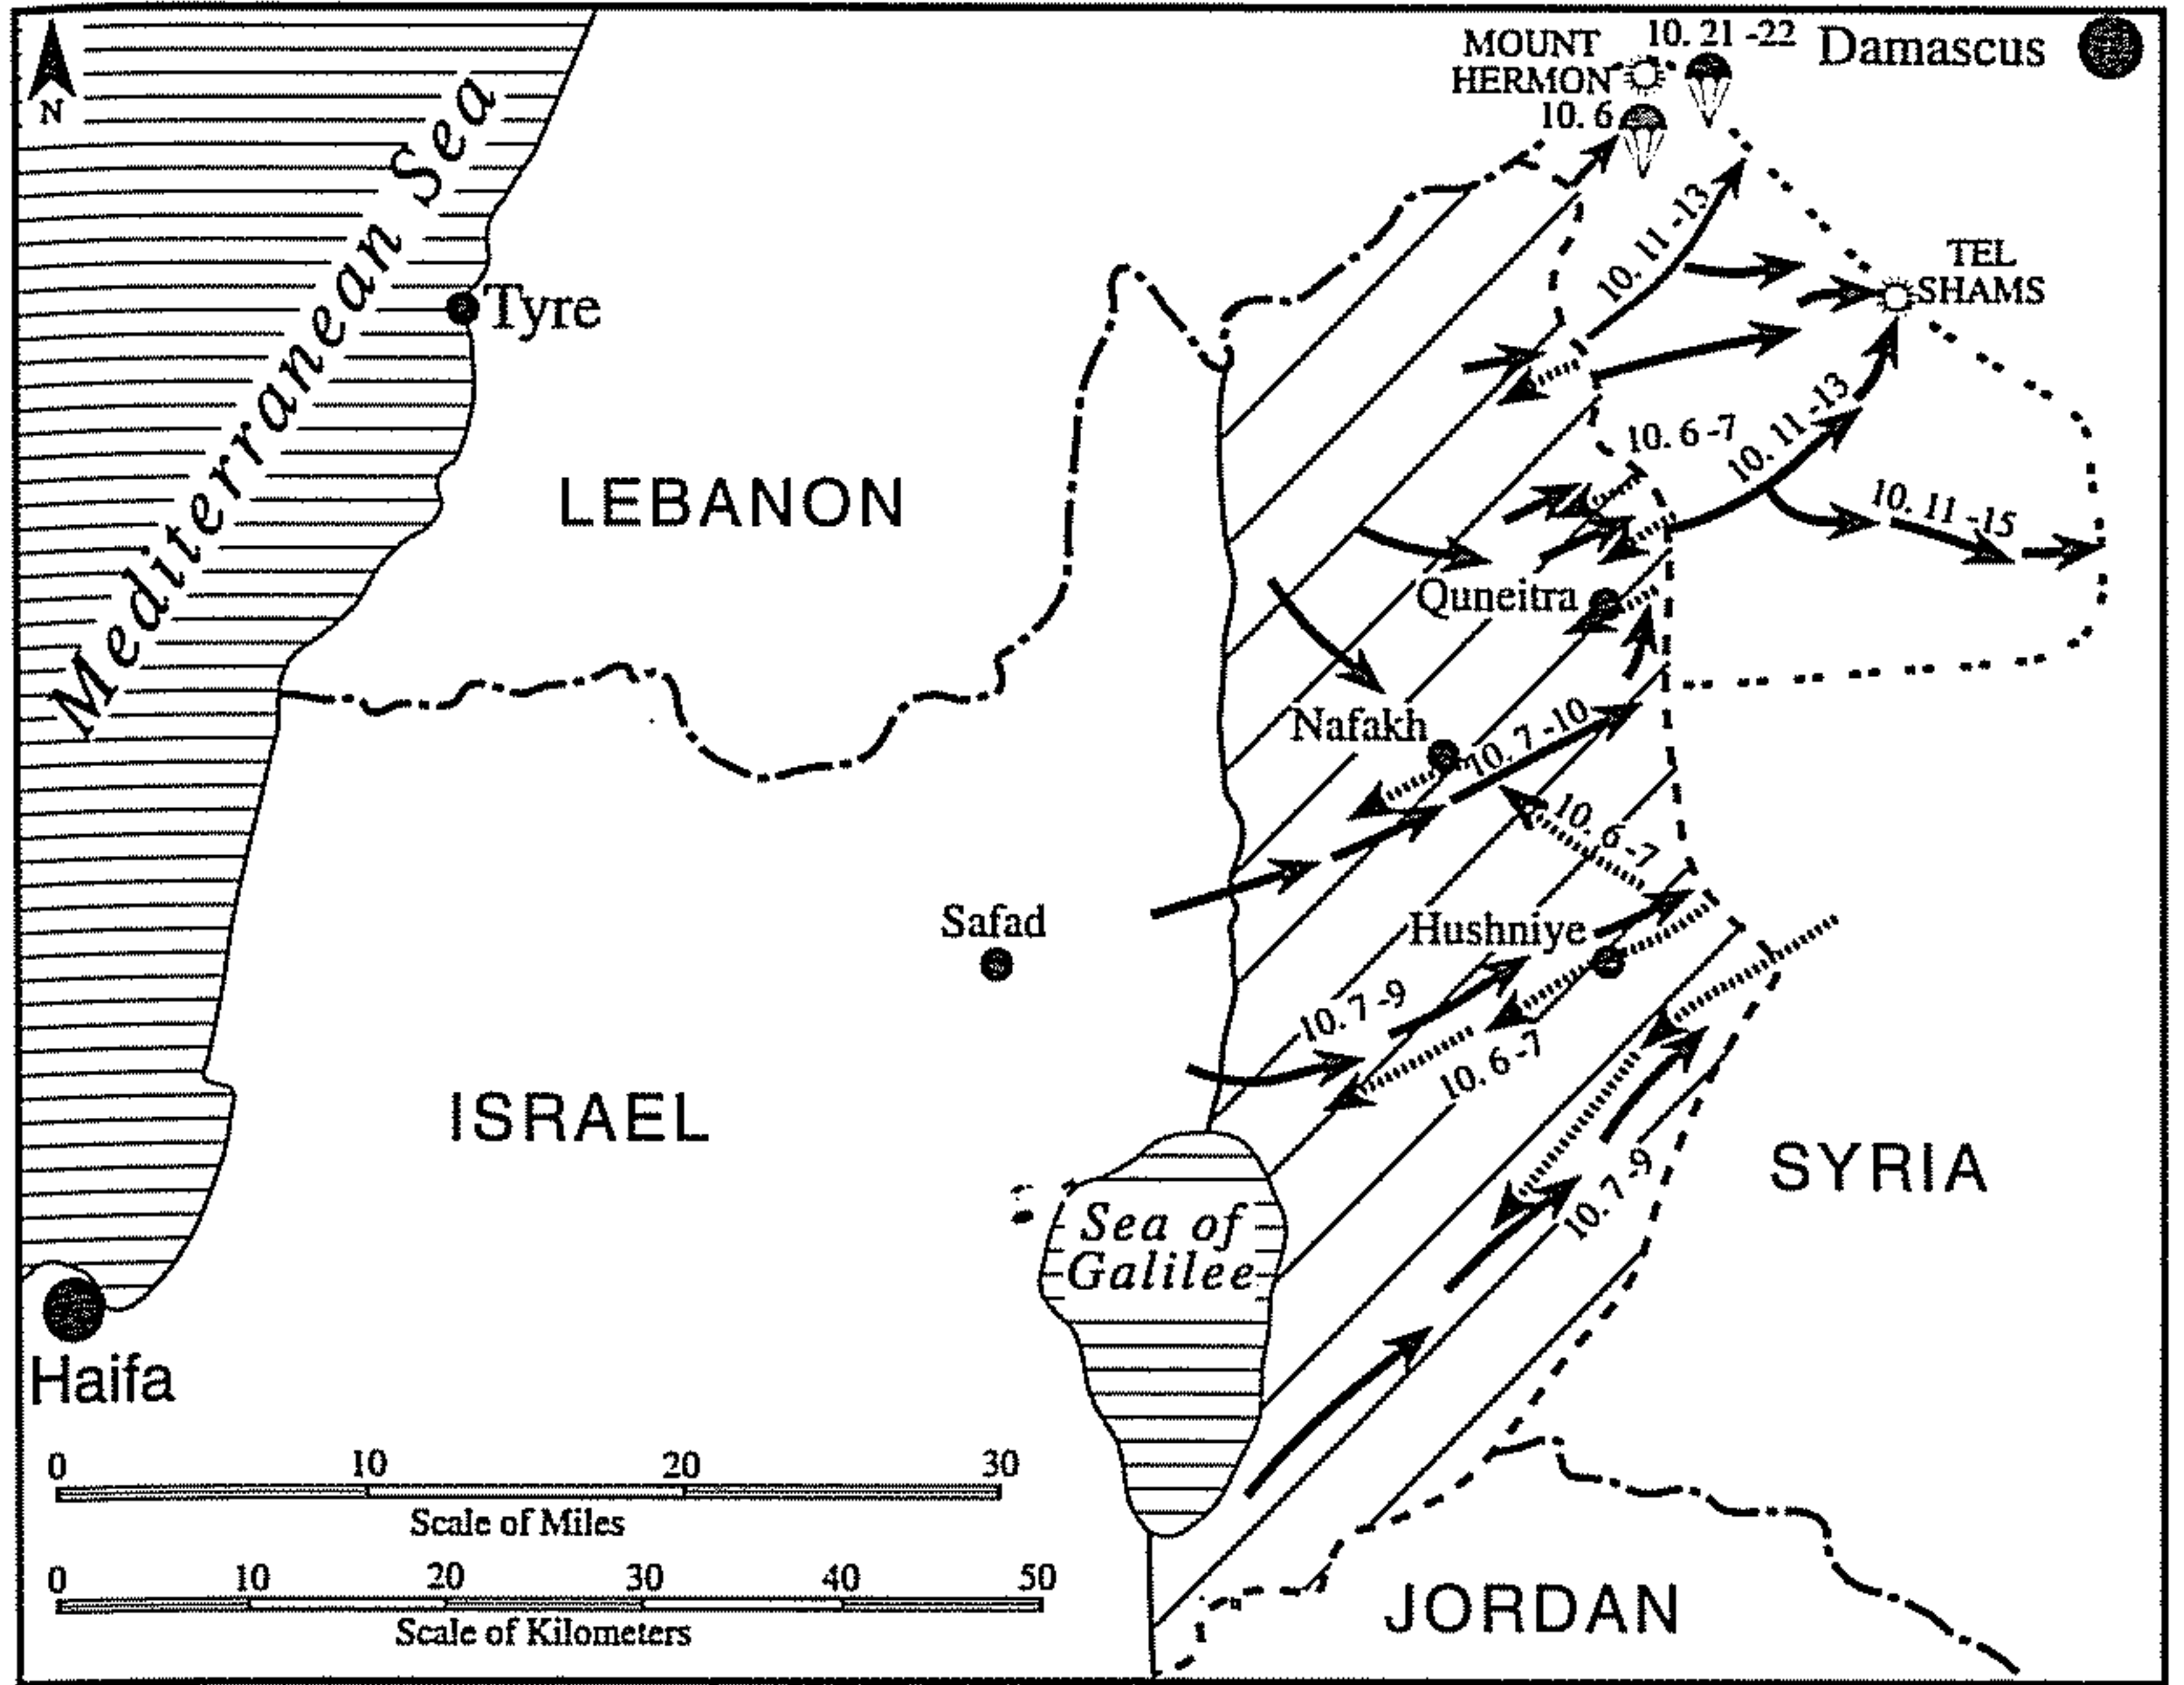 MOUNT
HERMON
10. 21 -22
Damascus
10. 6
N
Mediterranean Sea
10. 11 -13
TEL
SHAMS
Tyre
10. 6 -7
10. 11 -13
LEBANON
10. 11 -15
Quneitra
Nafakh
10. 7 -10
10. 6 -7
Safad
Hushniye
10. 7 -9
10. 6 -7
ISRAEL
10. 7 -9
SYRIA
Sea of
Galilee
Haifa
0 10 20 30
Scale of Miles
0 10 20 30 40 50
Scale of Kilometers
JORDAN